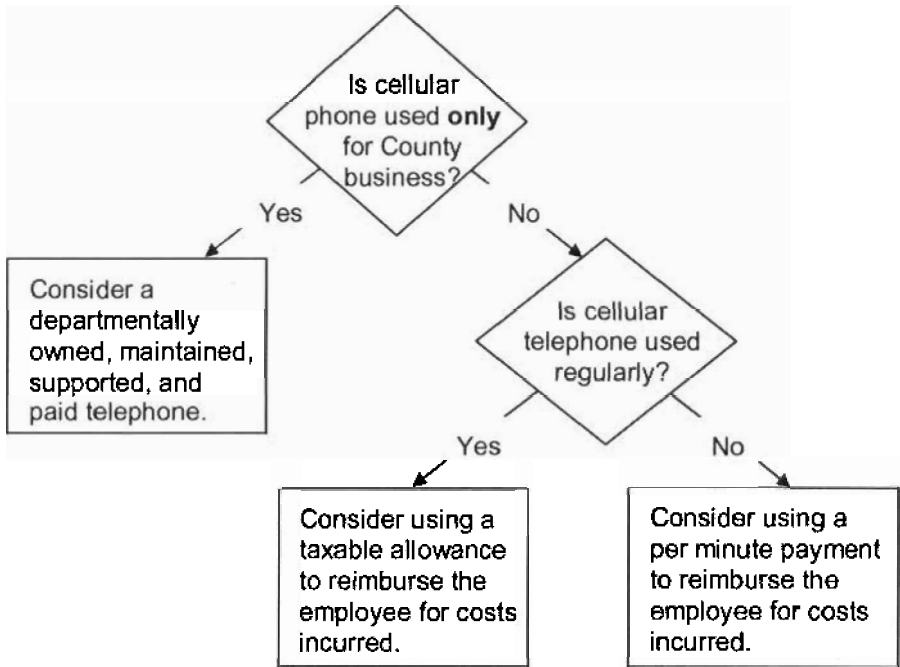 Is cellular
phone used only
for County
business?
Yes
No
Consider a
departmentally
owned, maintained,
supported, and
paid telephone.
Is cellular
telephone used
regularly?
Yes
No
Consider using a
taxable allowance
to reimburse the
employee for costs
incurred.
Consider using a
per minute payment
to reimburse the
employee for costs
incurred.